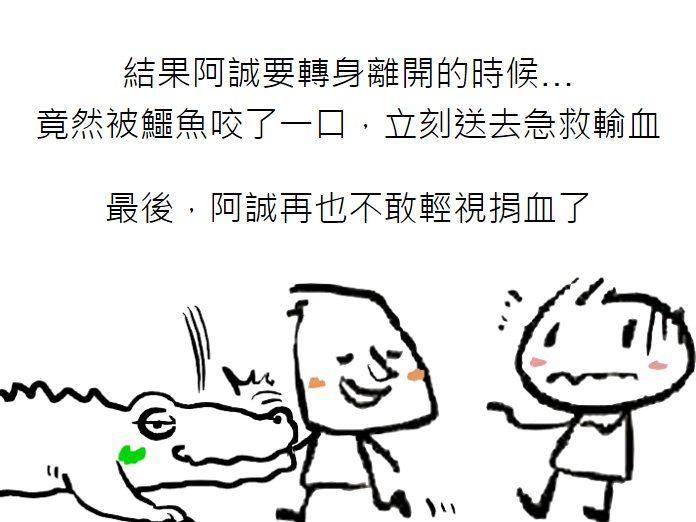 結果阿誠要轉身離開的時候...
竟然被鱷魚咬了一口，立刻送去急救輸血
最後，阿誠再也不敢輕視捐血了